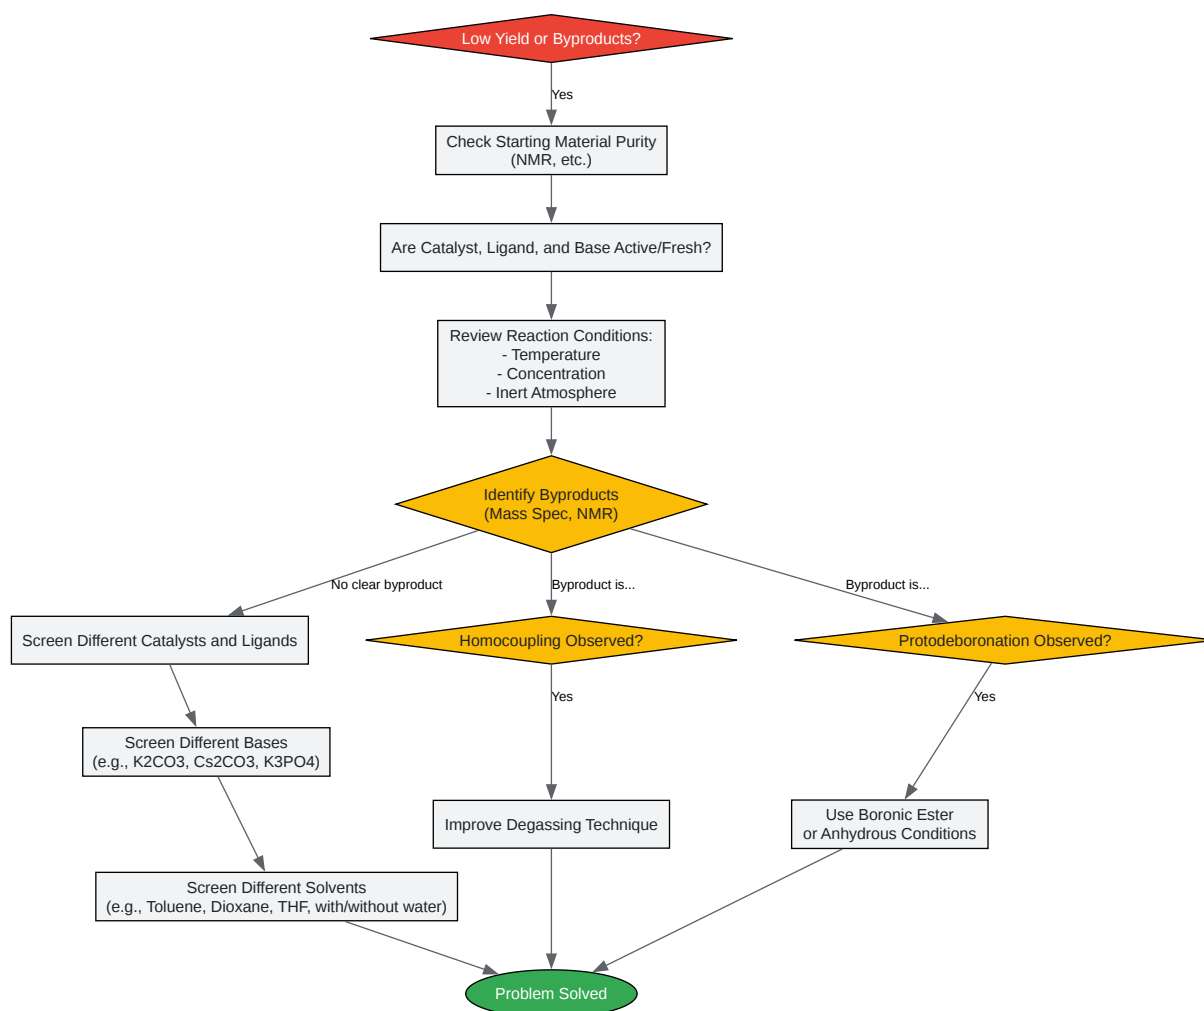 Low Yield or Byproducts?
Yes
Check Starting Material Purity
(NMR, etc.)
Are Catalyst, Ligand, and Base Active/Fresh?
Review Reaction Conditions:
- Temperature
- Concentration
- Inert Atmosphere
Identify Byproducts
(Mass Spec, NMR)
No clear byproduct
Byproduct is...
Byproduct is...
Screen Different Catalysts and Ligands
Homocoupling Observed?
Protodeboronation Observed?
Yes
Yes
Screen Different Bases
(e.g., K2CO3, Cs2CO3, K3PO4)
Improve Degassing Technique
Use Boronic Ester
or Anhydrous Conditions
Screen Different Solvents
(e.g., Toluene, Dioxane, THF, with/without water)
Problem Solved